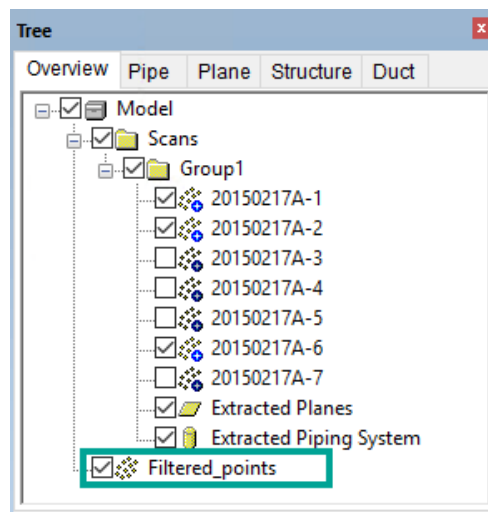 Tree
Overview Pipe Plane Structure Duct
Model
Scans
Group1
20150217A-1
20150217A-2
20150217A-3
20150217A-4
20150217A-5
20150217A-6
20150217A-7
Extracted Planes
Extracted Piping System
Filtered_points